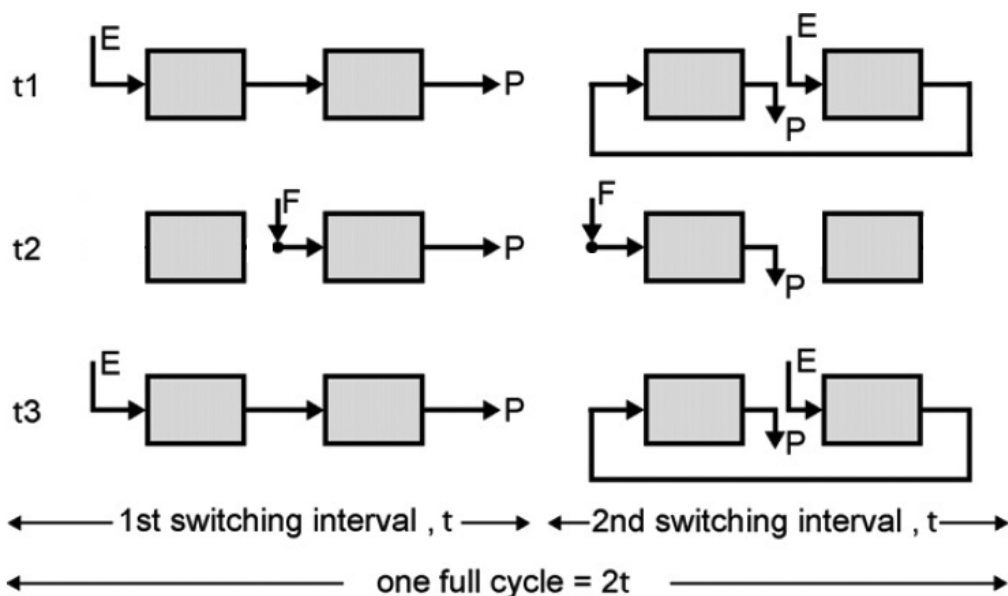 E E
t1 P P
F F
t2 P P
E E
t3 P P
1st switching interval , t 2nd switching interval , t
one full cycle = 2t